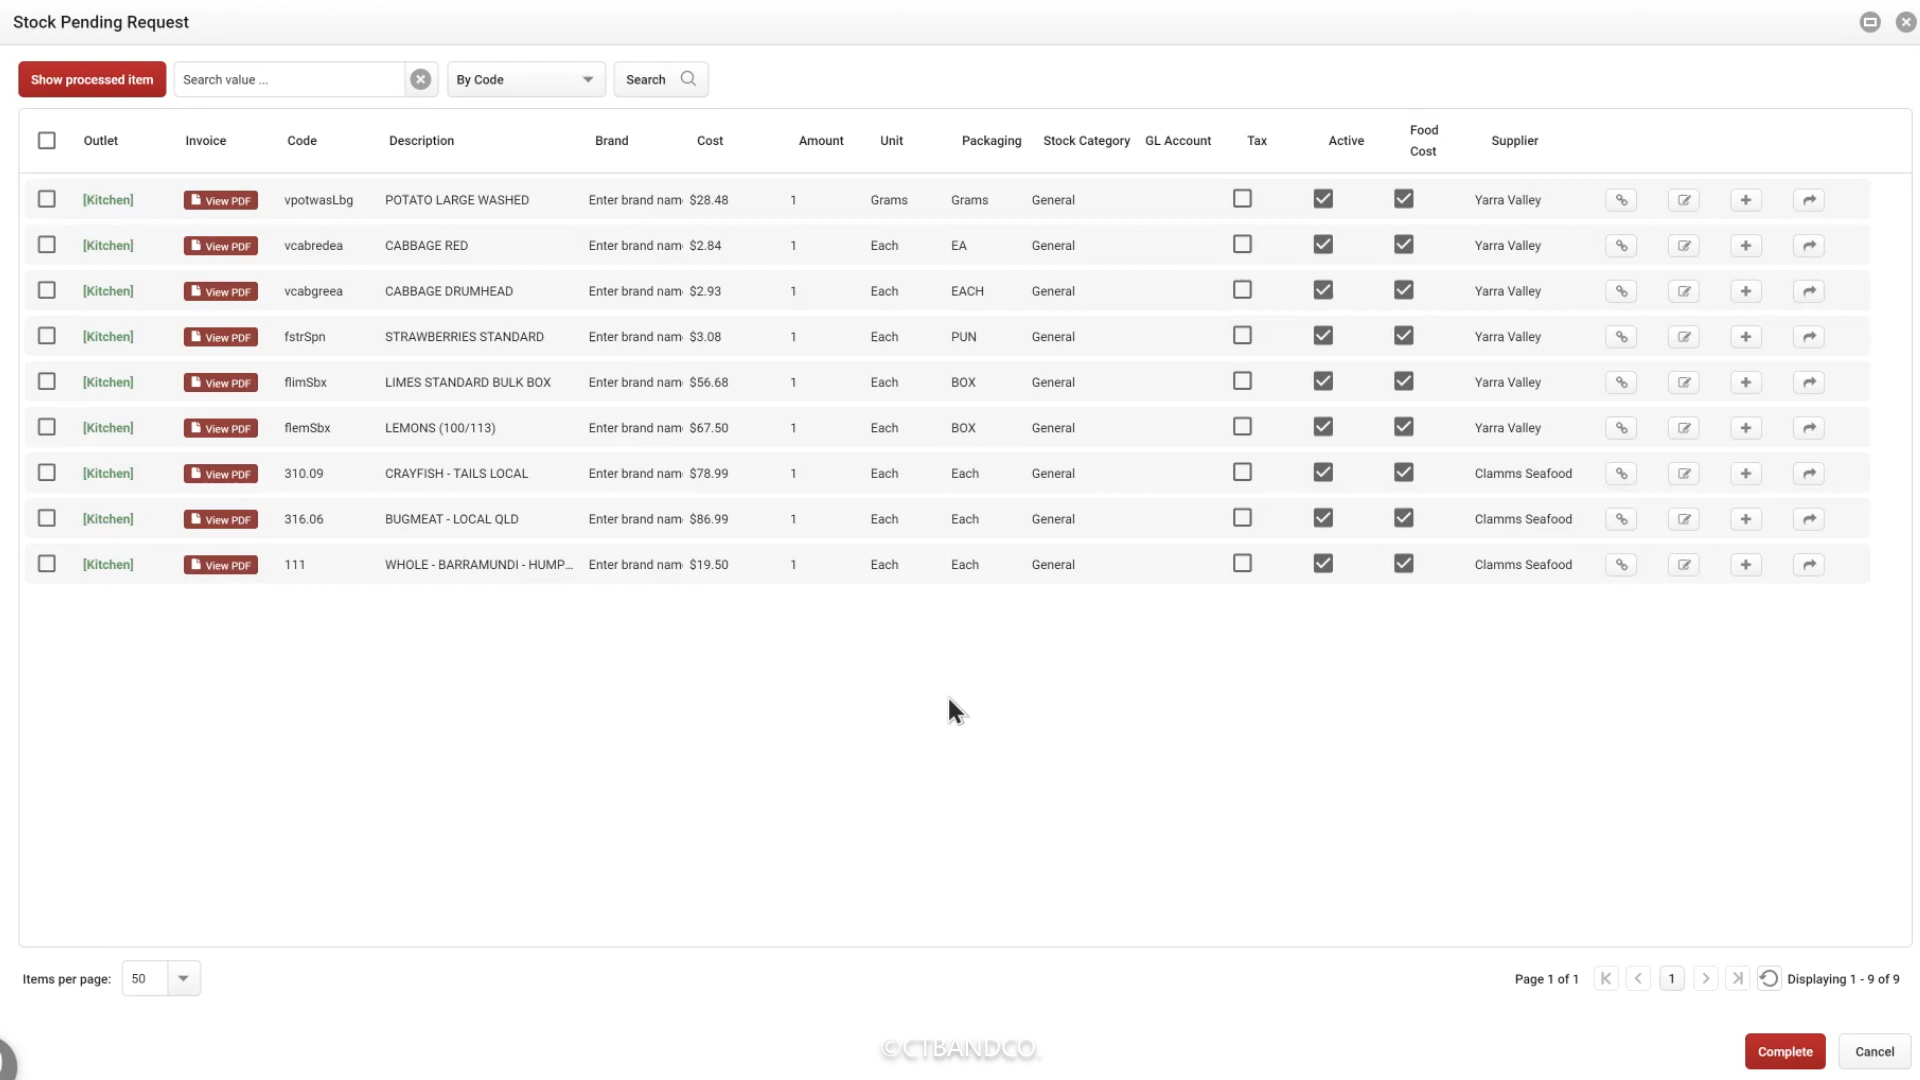 Stock Pending Request
Show processed item Search value ... By Code Search
Outlet Invoice Code Description Brand Cost Amount Unit Packaging Stock Category GL Account Tax Active Food Cost Supplier
[Kitchen] View PDF vpotwasLbg POTATO LARGE WASHED Enter brand nam $28.48 1 Grams Grams General Yarra Valley
[Kitchen] View PDF vcabredea CABBAGE RED Enter brand nam $2.84 1 Each EA General Yarra Valley
[Kitchen] View PDF vcabgreea CABBAGE DRUMHEAD Enter brand nam $2.93 1 Each EACH General Yarra Valley
[Kitchen] View PDF fstrSpn STRAWBERRIES STANDARD Enter brand nam $3.08 1 Each PUN General Yarra Valley
[Kitchen] View PDF flimSbx LIMES STANDARD BULK BOX Enter brand nam $56.68 1 Each BOX General Yarra Valley
[Kitchen] View PDF flemSbx LEMONS (100/113) Enter brand nam $67.50 1 Each BOX General Yarra Valley
[Kitchen] View PDF 310.09 CRAYFISH - TAILS LOCAL Enter brand nam $78.99 1 Each Each General Clamms Seafood
[Kitchen] View PDF 316.06 BUGMEAT - LOCAL QLD Enter brand nam $86.99 1 Each Each General Clamms Seafood
[Kitchen] View PDF 111 WHOLE - BARRAMUNDI - HUMP... Enter brand nam $19.50 1 Each Each General Clamms Seafood
Items per page: 50 Page 1 of 1 1 Displaying 1 - 9 of 9
©CTBANDCO.
Complete Cancel